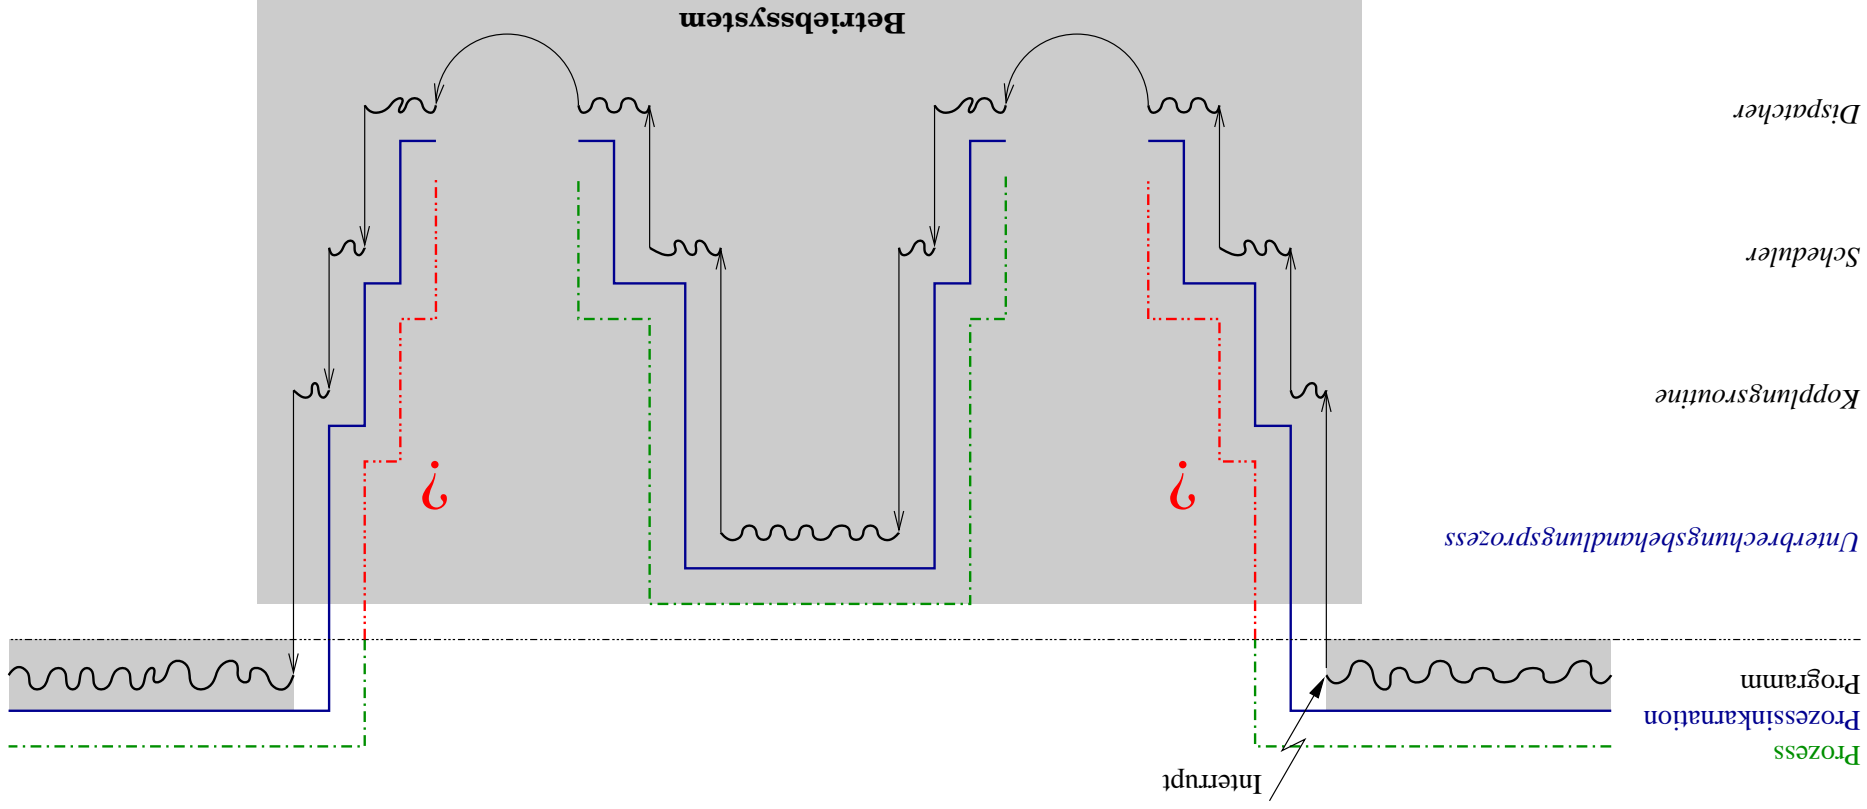 Interrupt
Prozess
Prozessinkarnation
Programm
Unterbrechungsbehandlungsprozess
?
?
Kopplungsroutine
Scheduler
Dispatcher
Betriebssystem